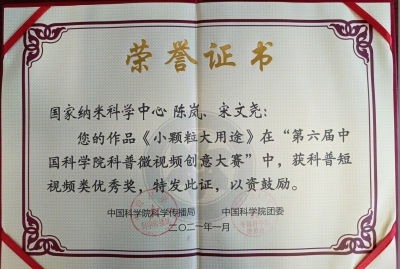 荣誉证书
国家纳米科学中心 陈岚、宋文尧:
您的作品《小颗粒大用途》在“第六届中
国科学院科普微视频创意大赛”中，获科普短
视频类优秀奖，特发此证，以资鼓励。
中国科学院科学传播局 中国科学院团委
二〇二一年一月